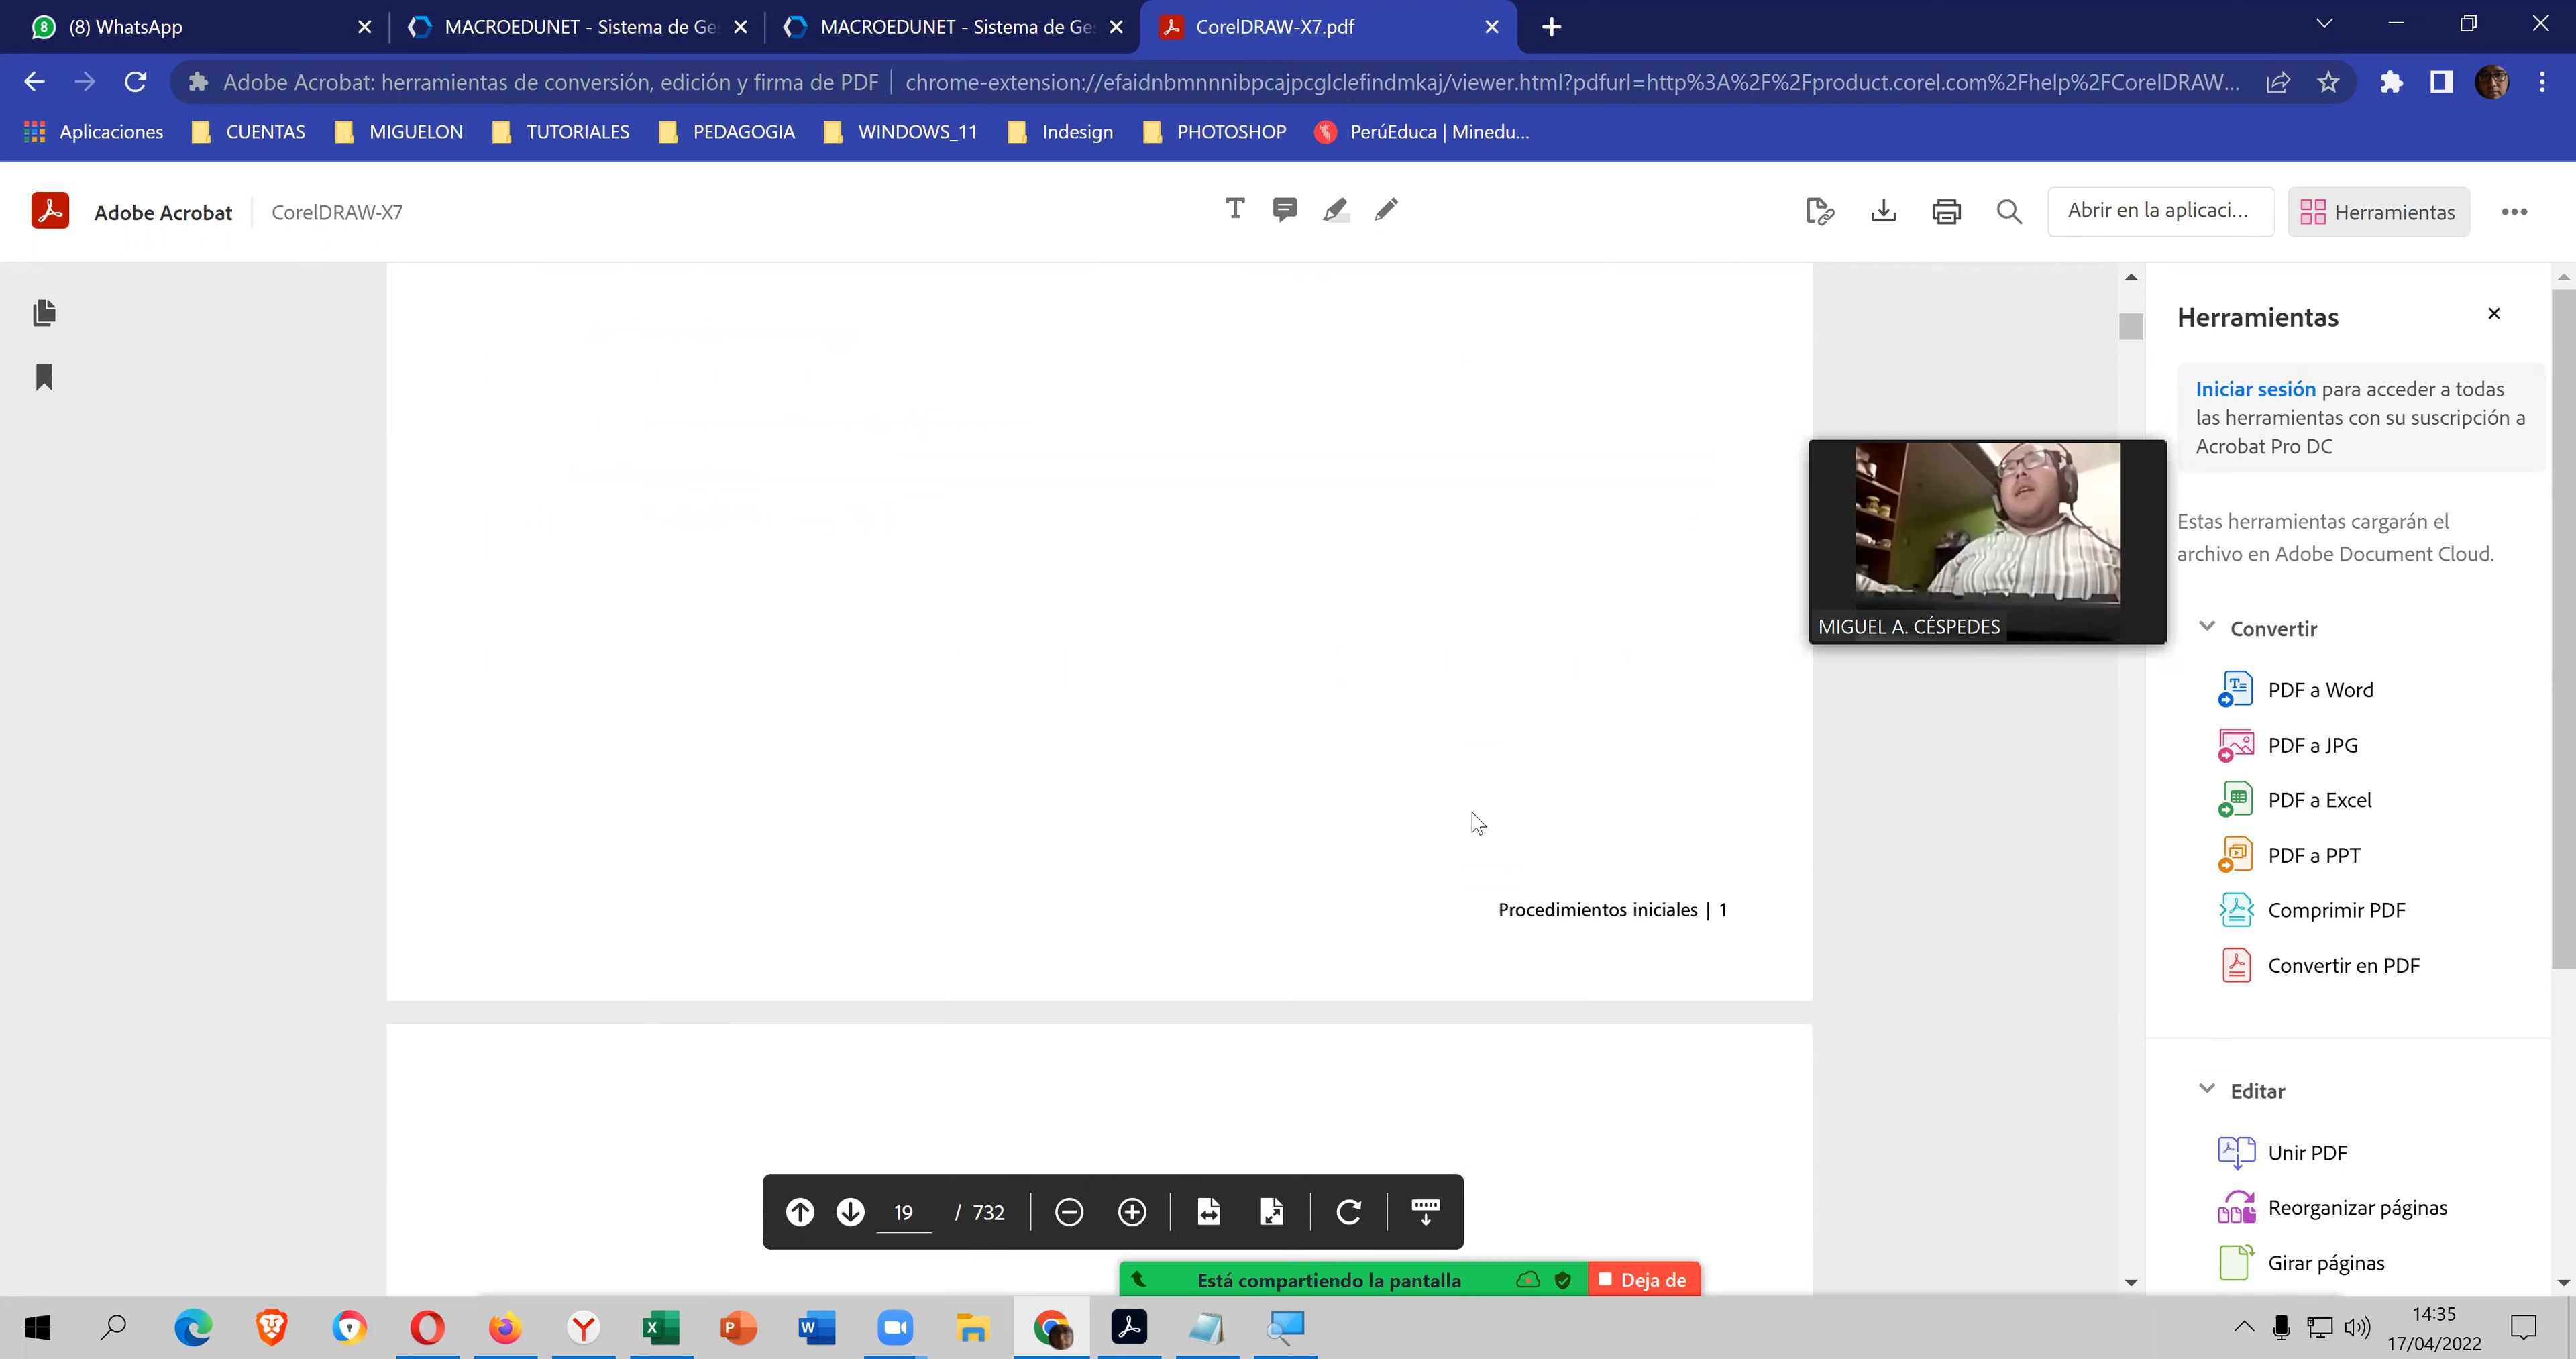 8 (8) WhatsApp
MACROEDUNET - Sistema de Ge
MACROEDUNET - Sistema de Ge
CorelDRAW-X7.pdf
Adobe Acrobat: herramientas de conversión, edición y firma de PDF
chrome-extension://efaidnbmnnnibpcajpcglclefindmkaj/viewer.html?pdfurl=http%3A%2F%2Fproduct.corel.com%2Fhelp%2FCorelDRAW...
Aplicaciones
CUENTAS
MIGUELON
TUTORIALES
PEDAGOGIA
WINDOWS_11
Indesign
PHOTOSHOP
PerúEduca | Minedu...
Adobe Acrobat
CorelDRAW-X7
Abrir en la aplicaci...
Herramientas
Herramientas
Iniciar sesión para acceder a todas
las herramientas con su suscripción a
Acrobat Pro DC
Estas herramientas cargarán el
archivo en Adobe Document Cloud.
MIGUEL A. CÉSPEDES
Convertir
PDF a Word
PDF a JPG
PDF a Excel
PDF a PPT
Comprimir PDF
Convertir en PDF
Procedimientos iniciales | 1
Editar
Unir PDF
Reorganizar páginas
Girar páginas
19 / 732
Está compartiendo la pantalla
Deja de
14:35
17/04/2022